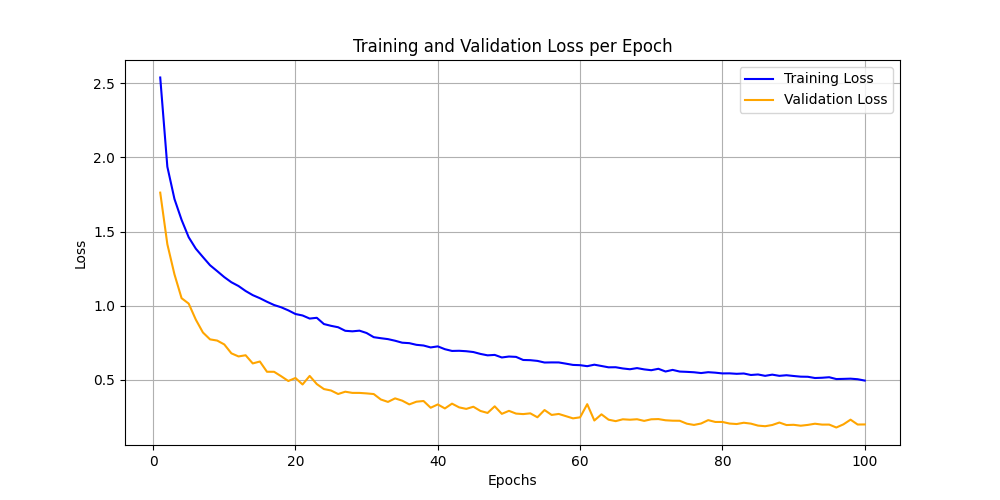 Training and Validation Loss per Epoch
Training Loss
Validation Loss
Loss
2.5
2.0
1.5
1.0
0.5
0 20 40 60 80 100
Epochs